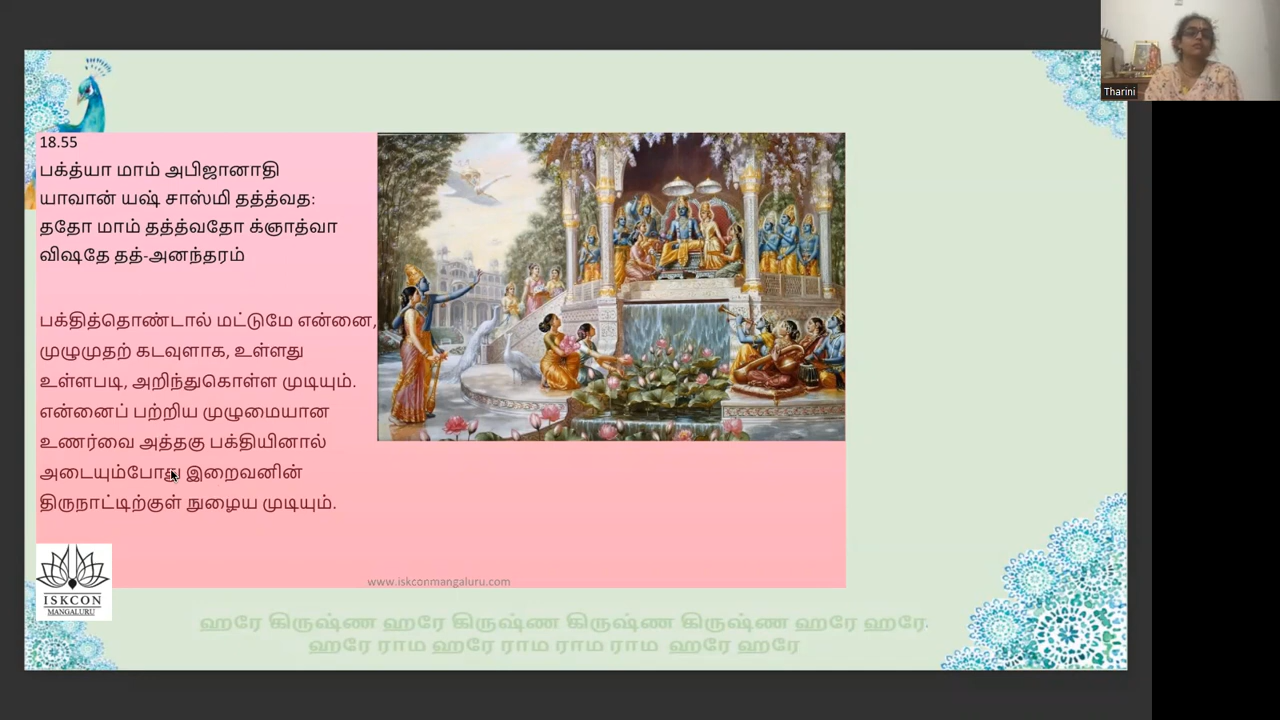 Tharini
18.55
பக்த்யா மாம் அபிஜானாதி
யாவான் யஷ் சாஸ்மி தத்த்வத:
ததோ மாம் தத்த்வதோ க்ஞாத்வா
விஷதே தத்-அனந்தரம்
பக்தித்தொண்டால் மட்டுமே என்னை,
முழுமுதற் கடவுளாக, உள்ளது
உள்ளபடி, அறிந்துகொள்ள முடியும்.
என்னைப் பற்றிய முழுமையான
உணர்வை அத்தகு பக்தியினால்
அடையும்போது இறைவனின்
திருநாட்டிற்குள் நுழைய முடியும்.
ISKCON
MANGALURU
www.iskconmangaluru.com
ஹரே கிருஷ்ண ஹரே கிருஷ்ண கிருஷ்ண கிருஷ்ண ஹரே ஹரே.
ஹரே ராம ஹரே ராம ராம ராம ஹரே ஹரே